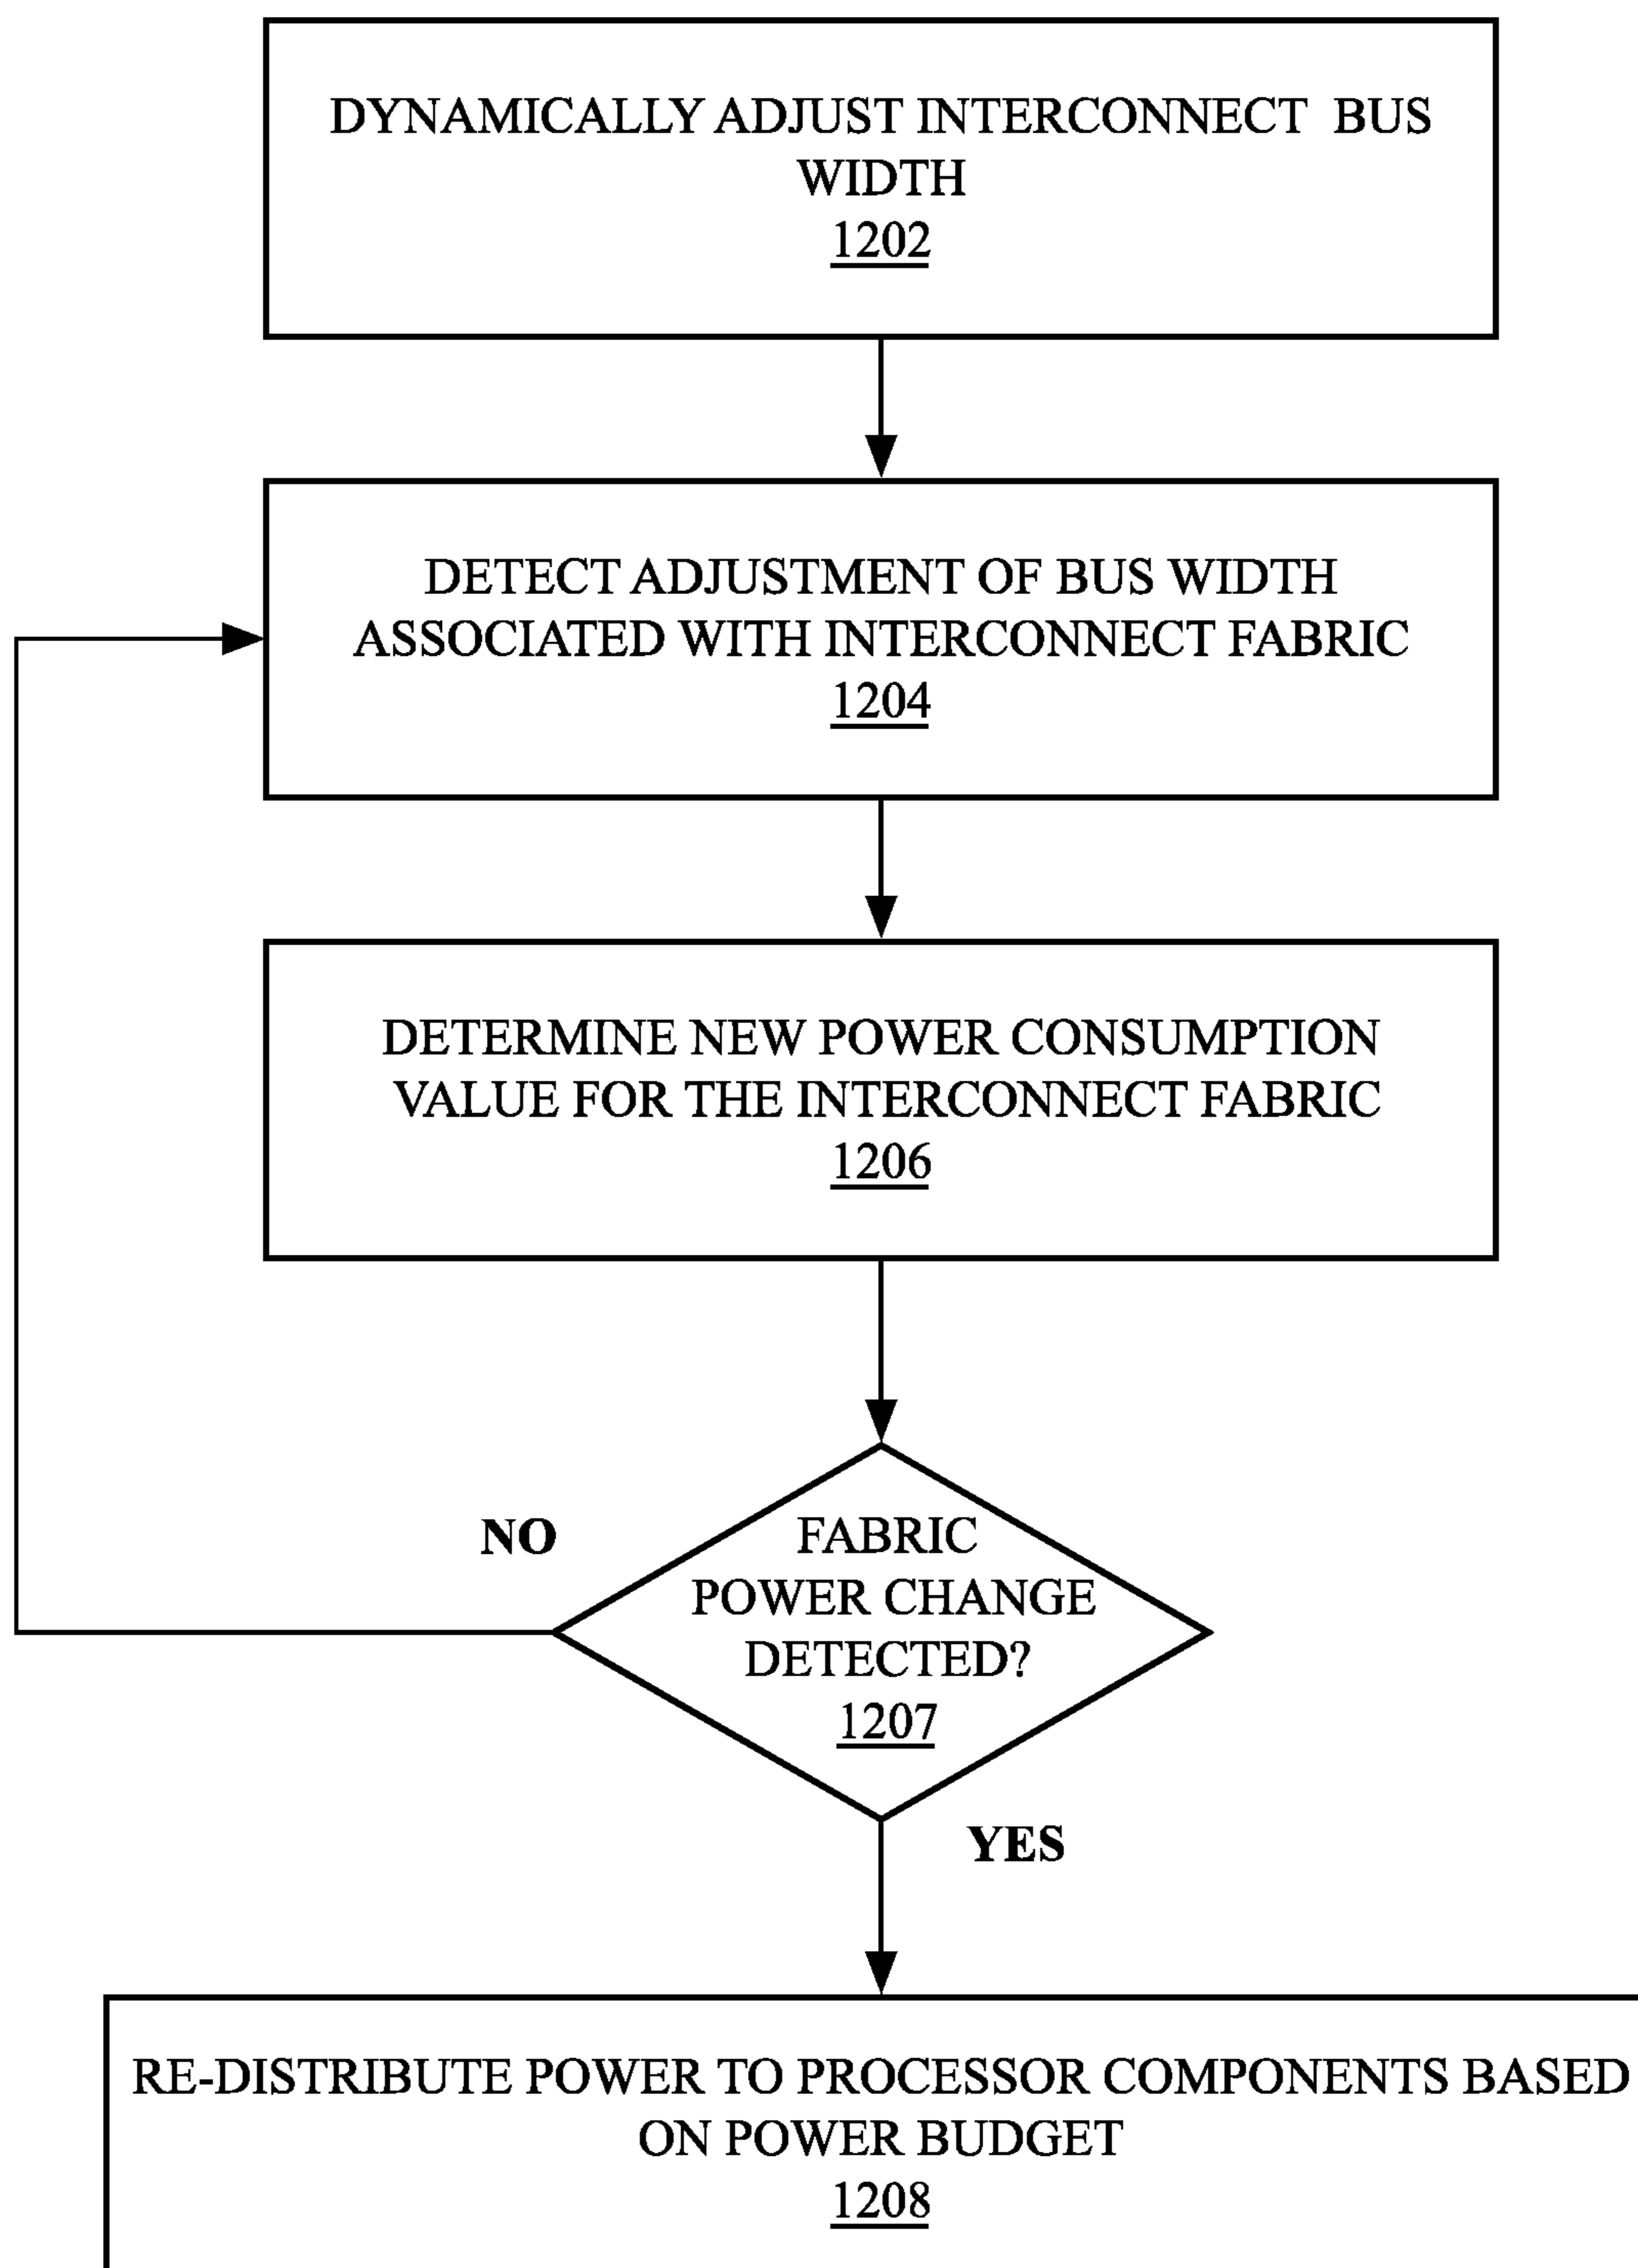 DYNAMICALLY ADJUST INTERCONNECT BUS
WIDTH
1202
DETECT ADJUSTMENT OF BUS WIDTH
ASSOCIATED WITH INTERCONNECT FABRIC
1204
DETERMINE NEW POWER CONSUMPTION
VALUE FOR THE INTERCONNECT FABRIC
1206
NO
FABRIC
POWER CHANGE
DETECTED?
1207
YES
RE-DISTRIBUTE POWER TO PROCESSOR COMPONENTS BASED
ON POWER BUDGET
1208